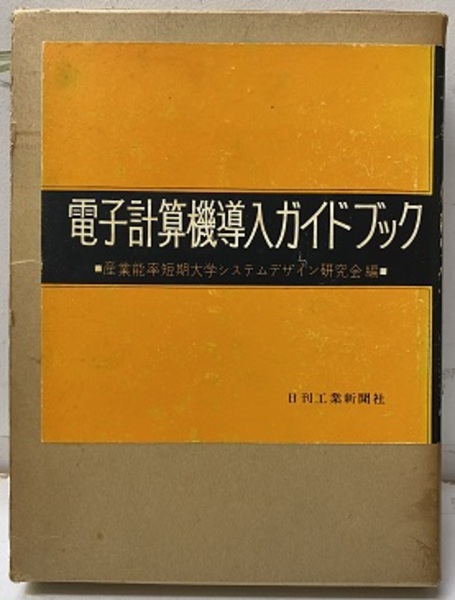 電子計算機導入ガイドブック
■産業能率短期大学システムデザイン研究会編■
日刊工業新聞社